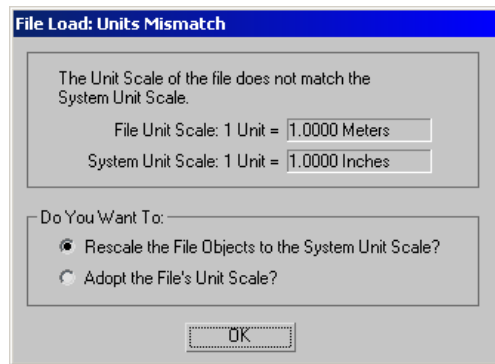 File Load: Units Mismatch
The Unit Scale of the file does not match the
System Unit Scale.
File Unit Scale: 1 Unit = 1.0000 Meters
System Unit Scale: 1 Unit = 1.0000 Inches
Do You Want To:
Rescale the File Objects to the System Unit Scale?
Adopt the File's Unit Scale?
OK